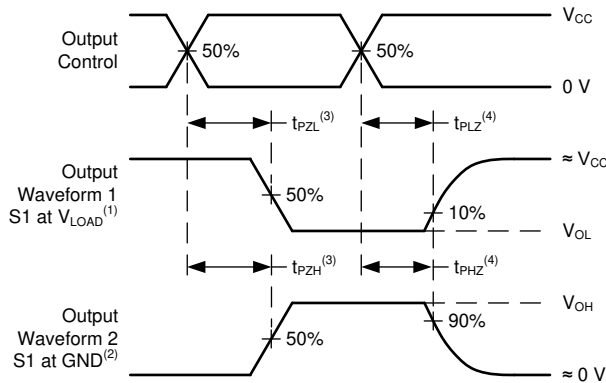 V_CC
Output
Control
50%
50%
0 V
t_PZL^(3)
t_PLZ^(4)
Output
Waveform 1
S1 at V_LOAD^(1)
≈ V_CC
50%
10%
V_OL
t_PZH^(3)
t_PHZ^(4)
Output
Waveform 2
S1 at GND^(2)
V_OH
90%
50%
≈ 0 V